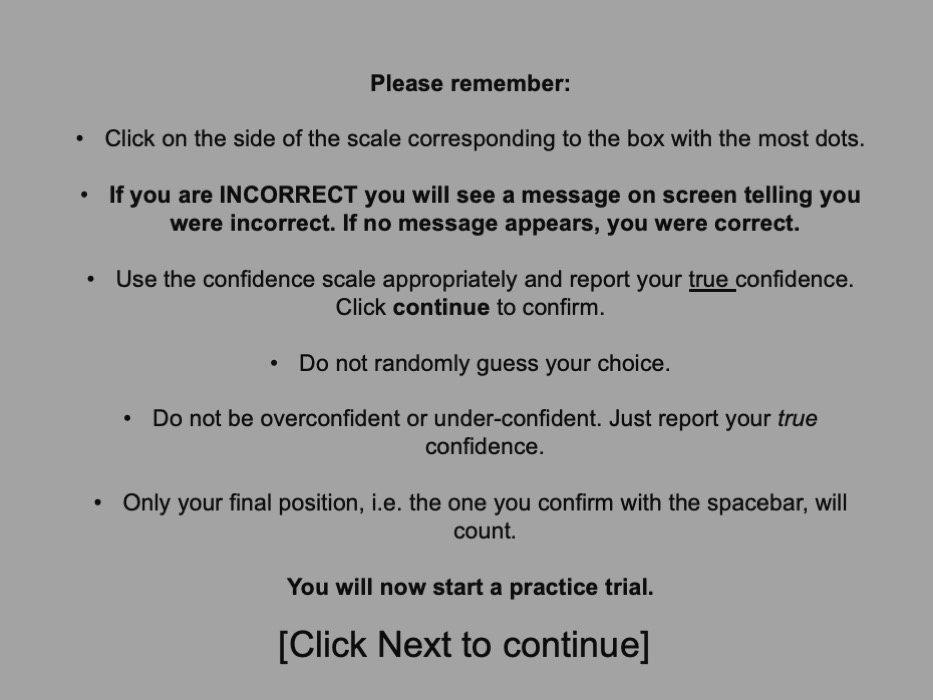 Please remember:
• Click on the side of the scale corresponding to the box with the most dots.
• If you are INCORRECT you will see a message on screen telling you
were incorrect. If no message appears, you were correct.
• Use the confidence scale appropriately and report your true confidence.
Click continue to confirm.
• Do not randomly guess your choice.
• Do not be overconfident or under-confident. Just report your true
confidence.
• Only your final position, i.e. the one you confirm with the spacebar, will
count.
You will now start a practice trial.
[Click Next to continue]